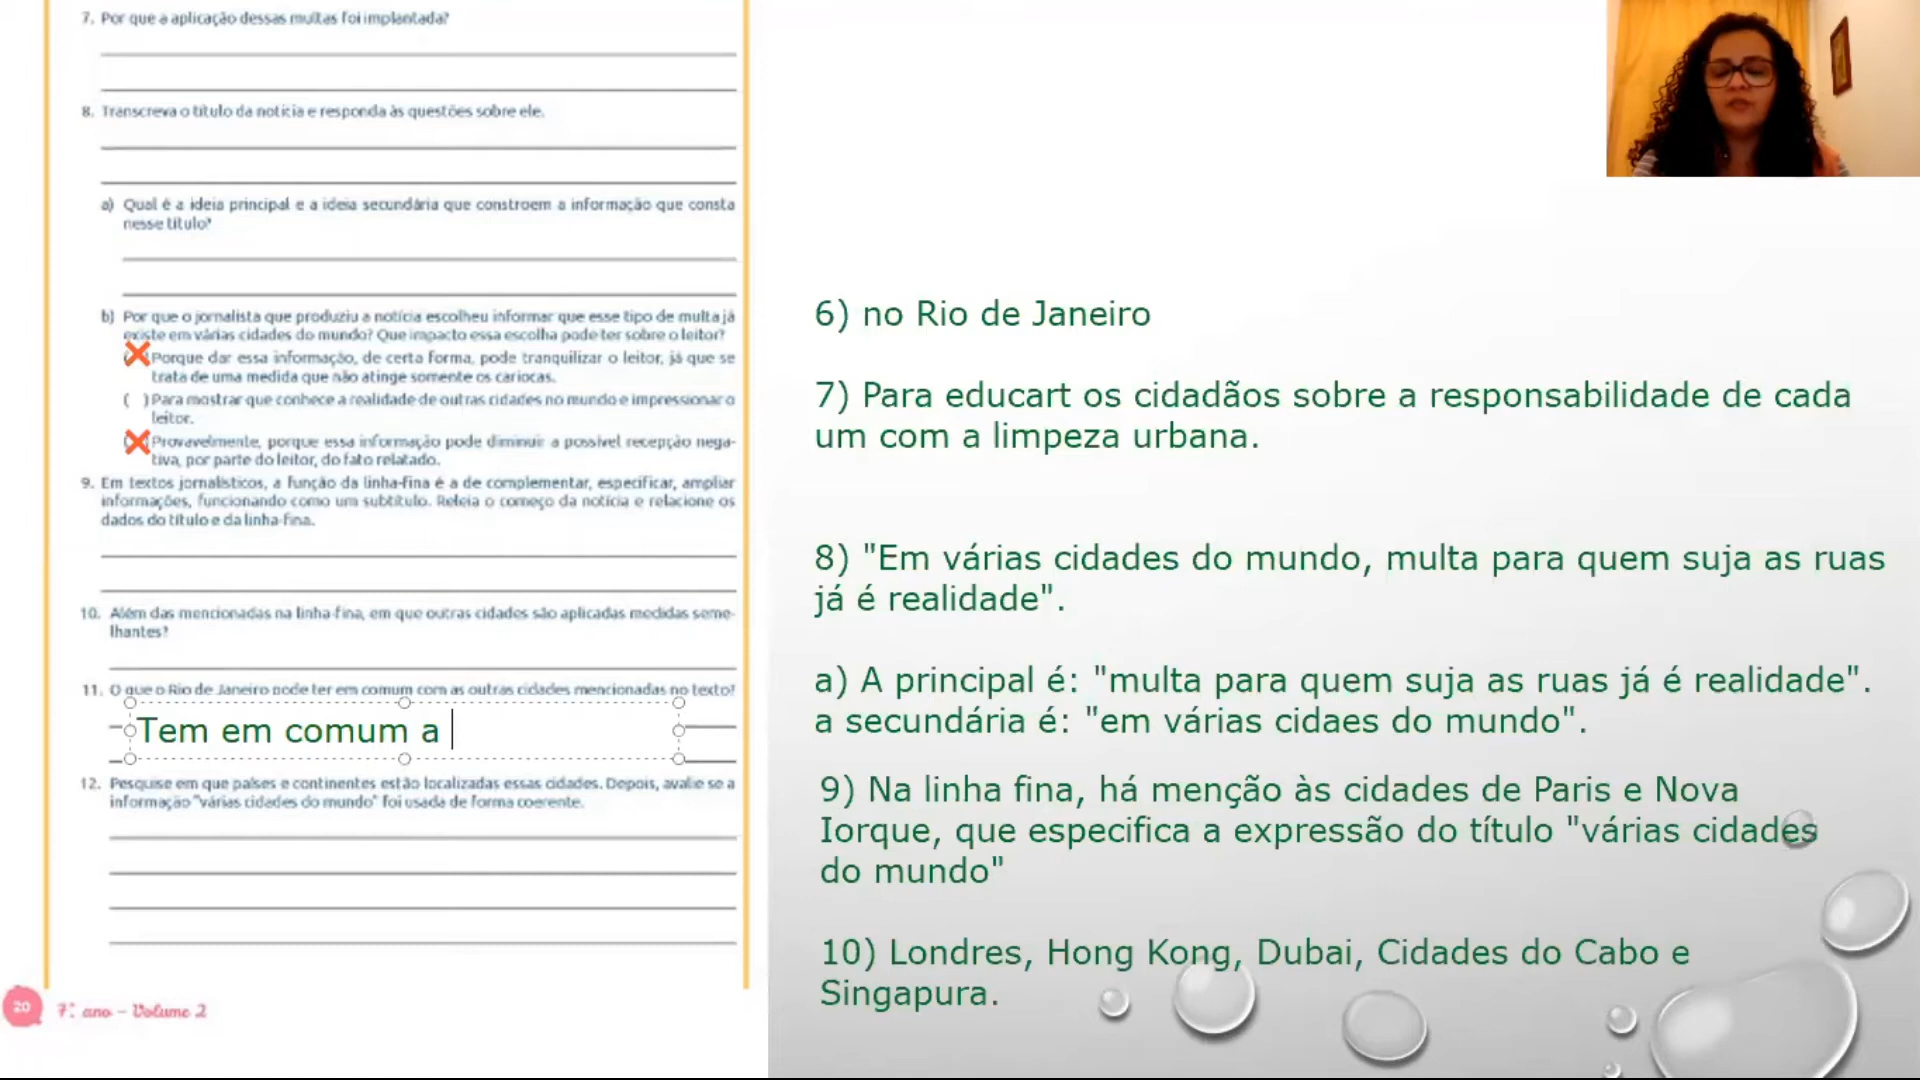 7. Por que a aplicação dessas multas foi implantada?
8. Transcreva o título da notícia e responda às questões sobre ele.
a) Qual é a ideia principal e a ideia secundária que constroem a informação que consta
nesse título?
b) Por que o jornalista que produziu a notícia escolheu informar que esse tipo de multa já
existe em várias cidades do mundo? Que impacto essa escolha pode ter sobre o leitor?
Porque dar essa informação, de certa forma, pode tranquilizar o leitor, já que se
trata de uma medida que não atinge somente os cariocas.
( ) Para mostrar que conhece a realidade de outras cidades no mundo e impressionar o
leitor.
Provavelmente, porque essa informação pode diminuir a possível recepção nega-
tiva, por parte do leitor, do fato relatado.
9. Em textos jornalísticos, a função da linha-fina é a de complementar, especificar, ampliar
informações, funcionando como um subtítulo. Releia o começo da notícia e relacione os
dados do título e da linha-fina.
10. Além das mencionadas na linha-fina, em que outras cidades são aplicadas medidas seme-
lhantes?
11. O que o Rio de Janeiro pode ter em comum com as outras cidades mencionadas no texto?
Tem em comum a
12. Pesquise em que países e continentes estão localizadas essas cidades. Depois, avalie se a
informação "várias cidades do mundo" foi usada de forma coerente.
20 7º. ano – Volume 2
6) no Rio de Janeiro
7) Para educart os cidadãos sobre a responsabilidade de cada
um com a limpeza urbana.
8) "Em várias cidades do mundo, multa para quem suja as ruas
já é realidade".
a) A principal é: "multa para quem suja as ruas já é realidade".
a secundária é: "em várias cidaes do mundo".
9) Na linha fina, há menção às cidades de Paris e Nova
Iorque, que especifica a expressão do título "várias cidades
do mundo"
10) Londres, Hong Kong, Dubai, Cidades do Cabo e
Singapura.